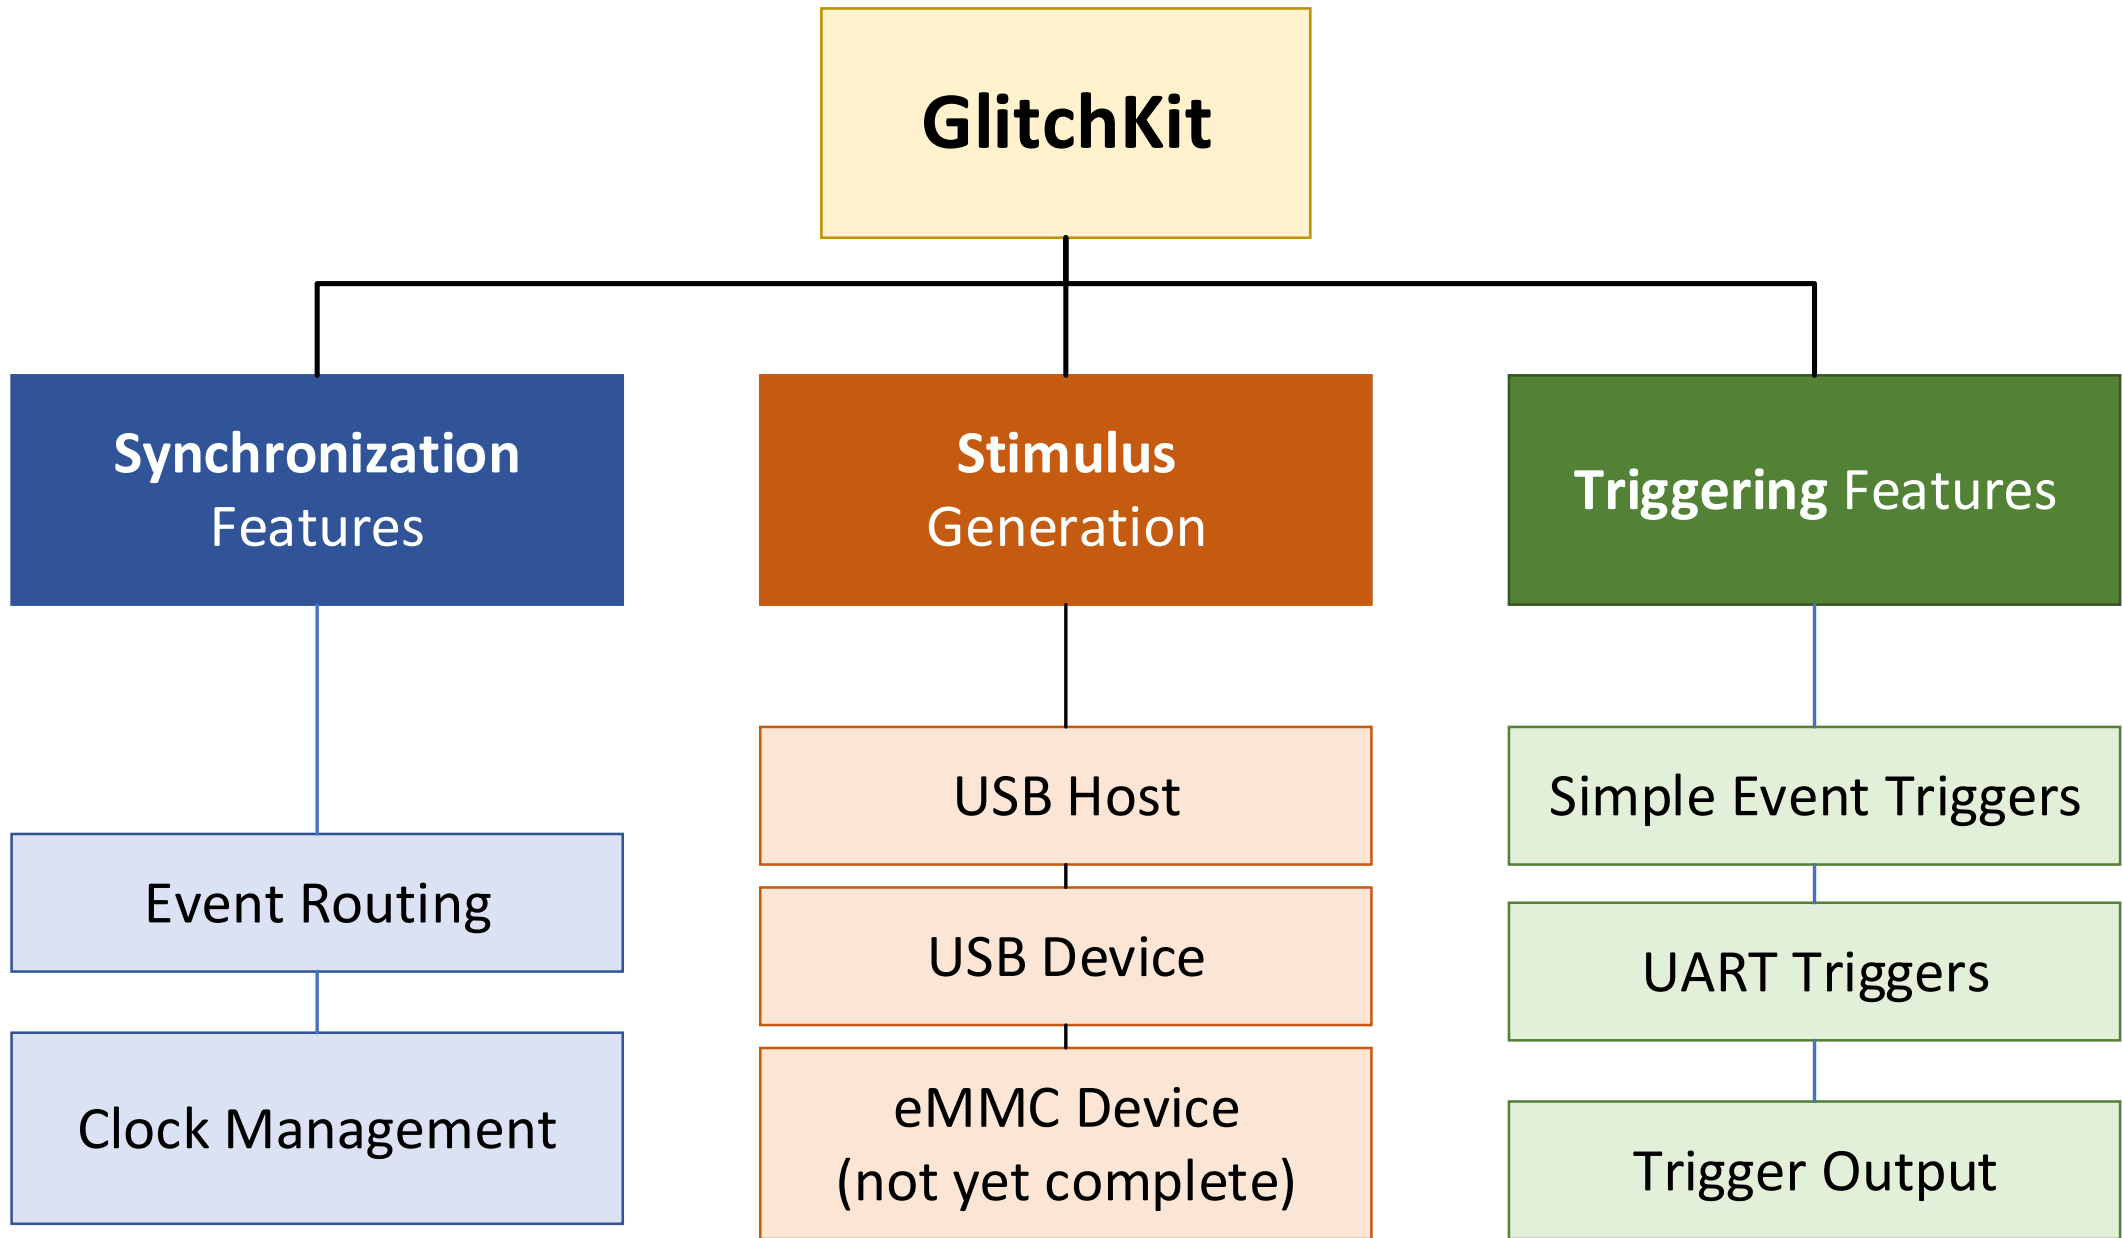 GlitchKit
Synchronization
Features
Stimulus
Generation
Triggering Features
Event Routing
Clock Management
USB Host
USB Device
eMMC Device
(not yet complete)
Simple Event Triggers
UART Triggers
Trigger Output